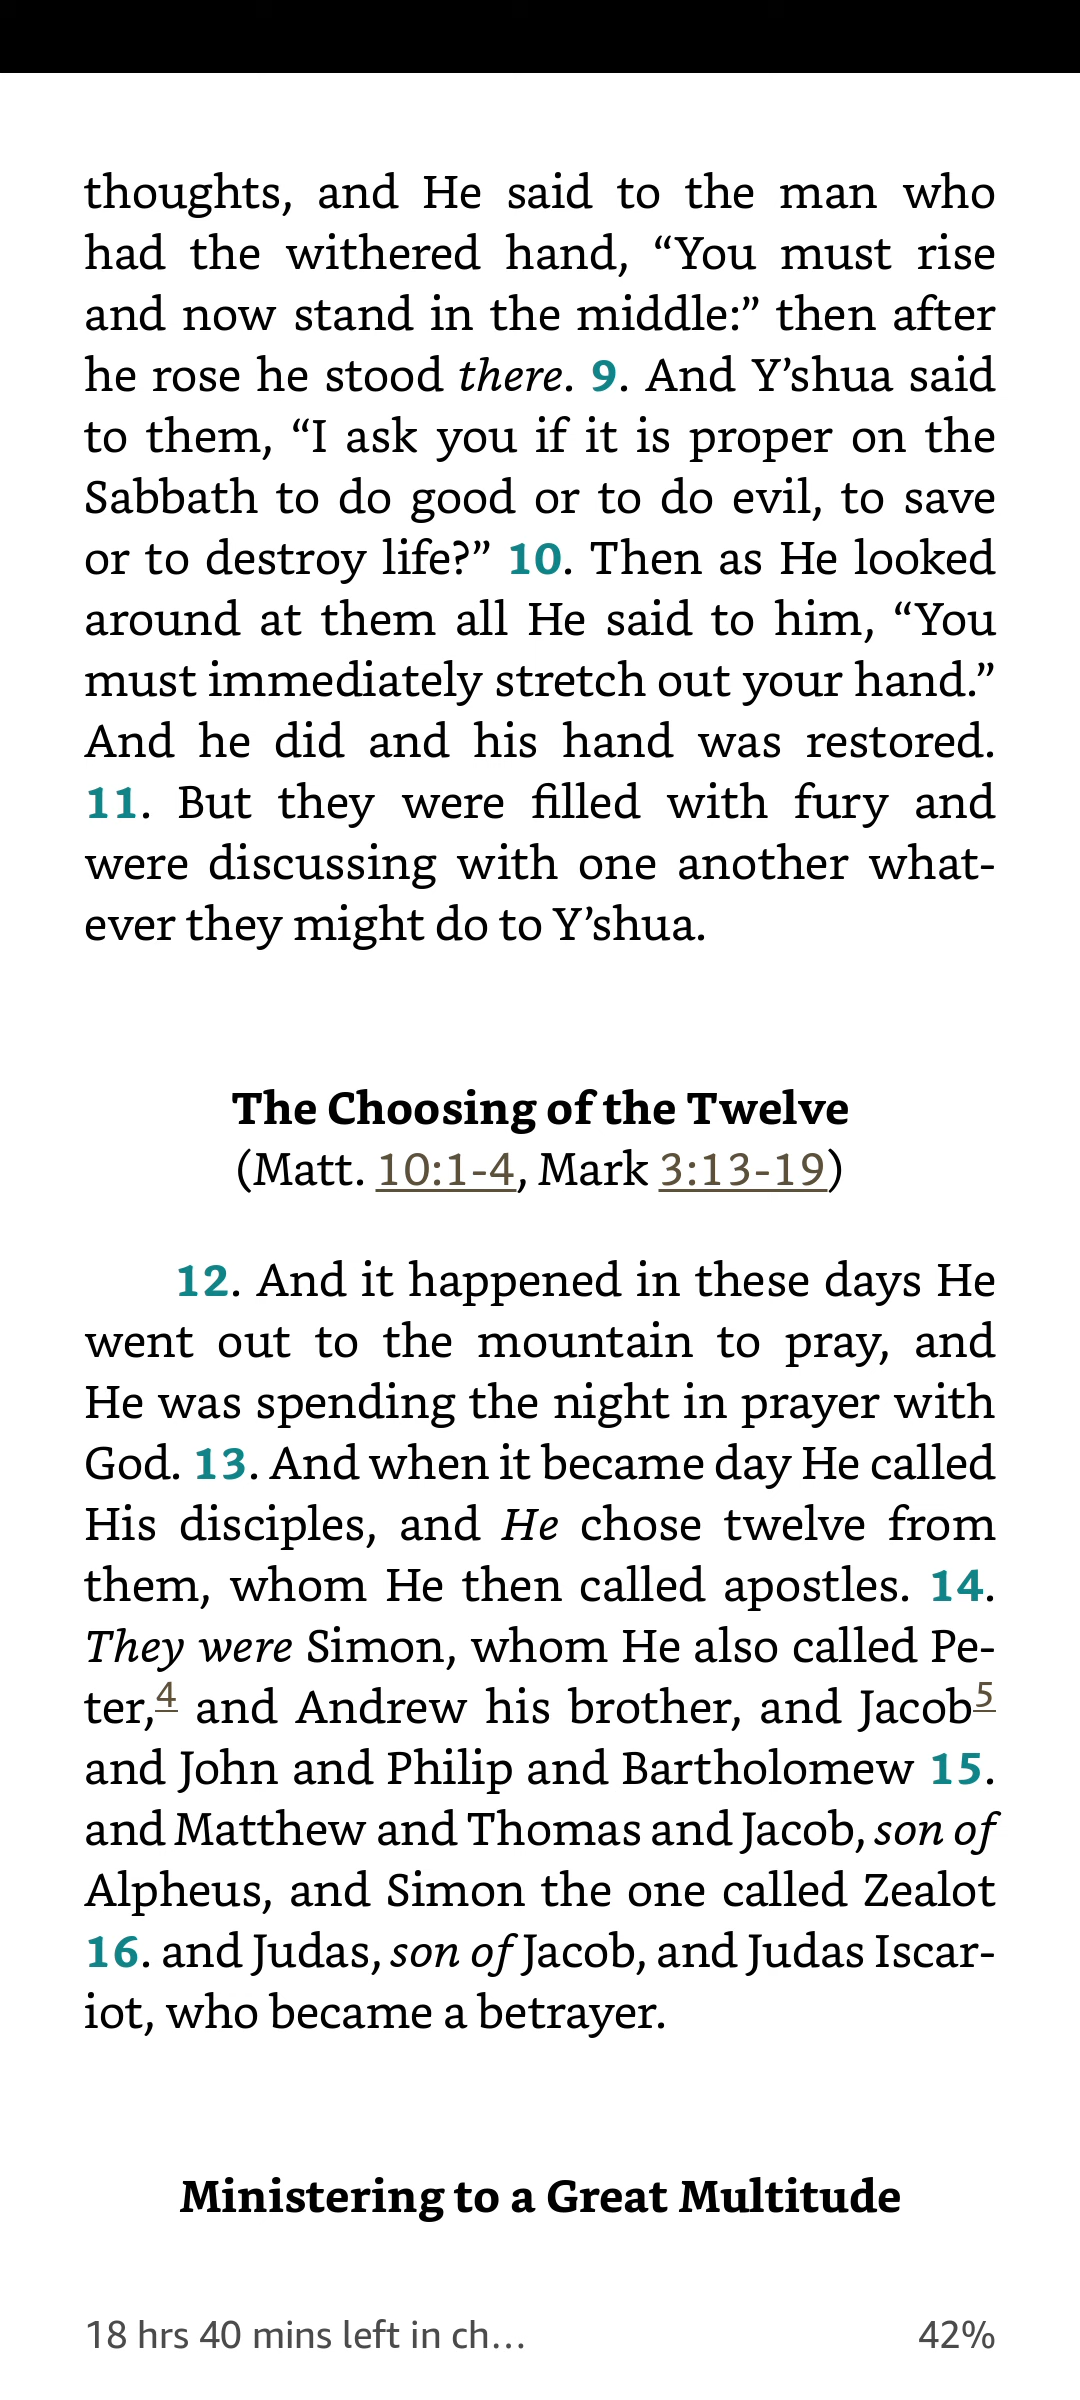 thoughts, and He said to the man who
had the withered hand, “You must rise
and now stand in the middle:” then after
he rose he stood there. 9. And Y’shua said
to them, “I ask you if it is proper on the
Sabbath to do good or to do evil, to save
or to destroy life?” 10. Then as He looked
around at them all He said to him, “You
must immediately stretch out your hand.”
And he did and his hand was restored.
11. But they were filled with fury and
were discussing with one another what-
ever they might do to Y’shua.
The Choosing of the Twelve
(Matt. 10:1-4, Mark 3:13-19)
12. And it happened in these days He
went out to the mountain to pray, and
He was spending the night in prayer with
God. 13. And when it became day He called
His disciples, and He chose twelve from
them, whom He then called apostles. 14.
They were Simon, whom He also called Pe-
ter,4 and Andrew his brother, and Jacob5
and John and Philip and Bartholomew 15.
and Matthew and Thomas and Jacob, son of
Alpheus, and Simon the one called Zealot
16. and Judas, son of Jacob, and Judas Iscar-
iot, who became a betrayer.
Ministering to a Great Multitude
18 hrs 40 mins left in ch... 42%